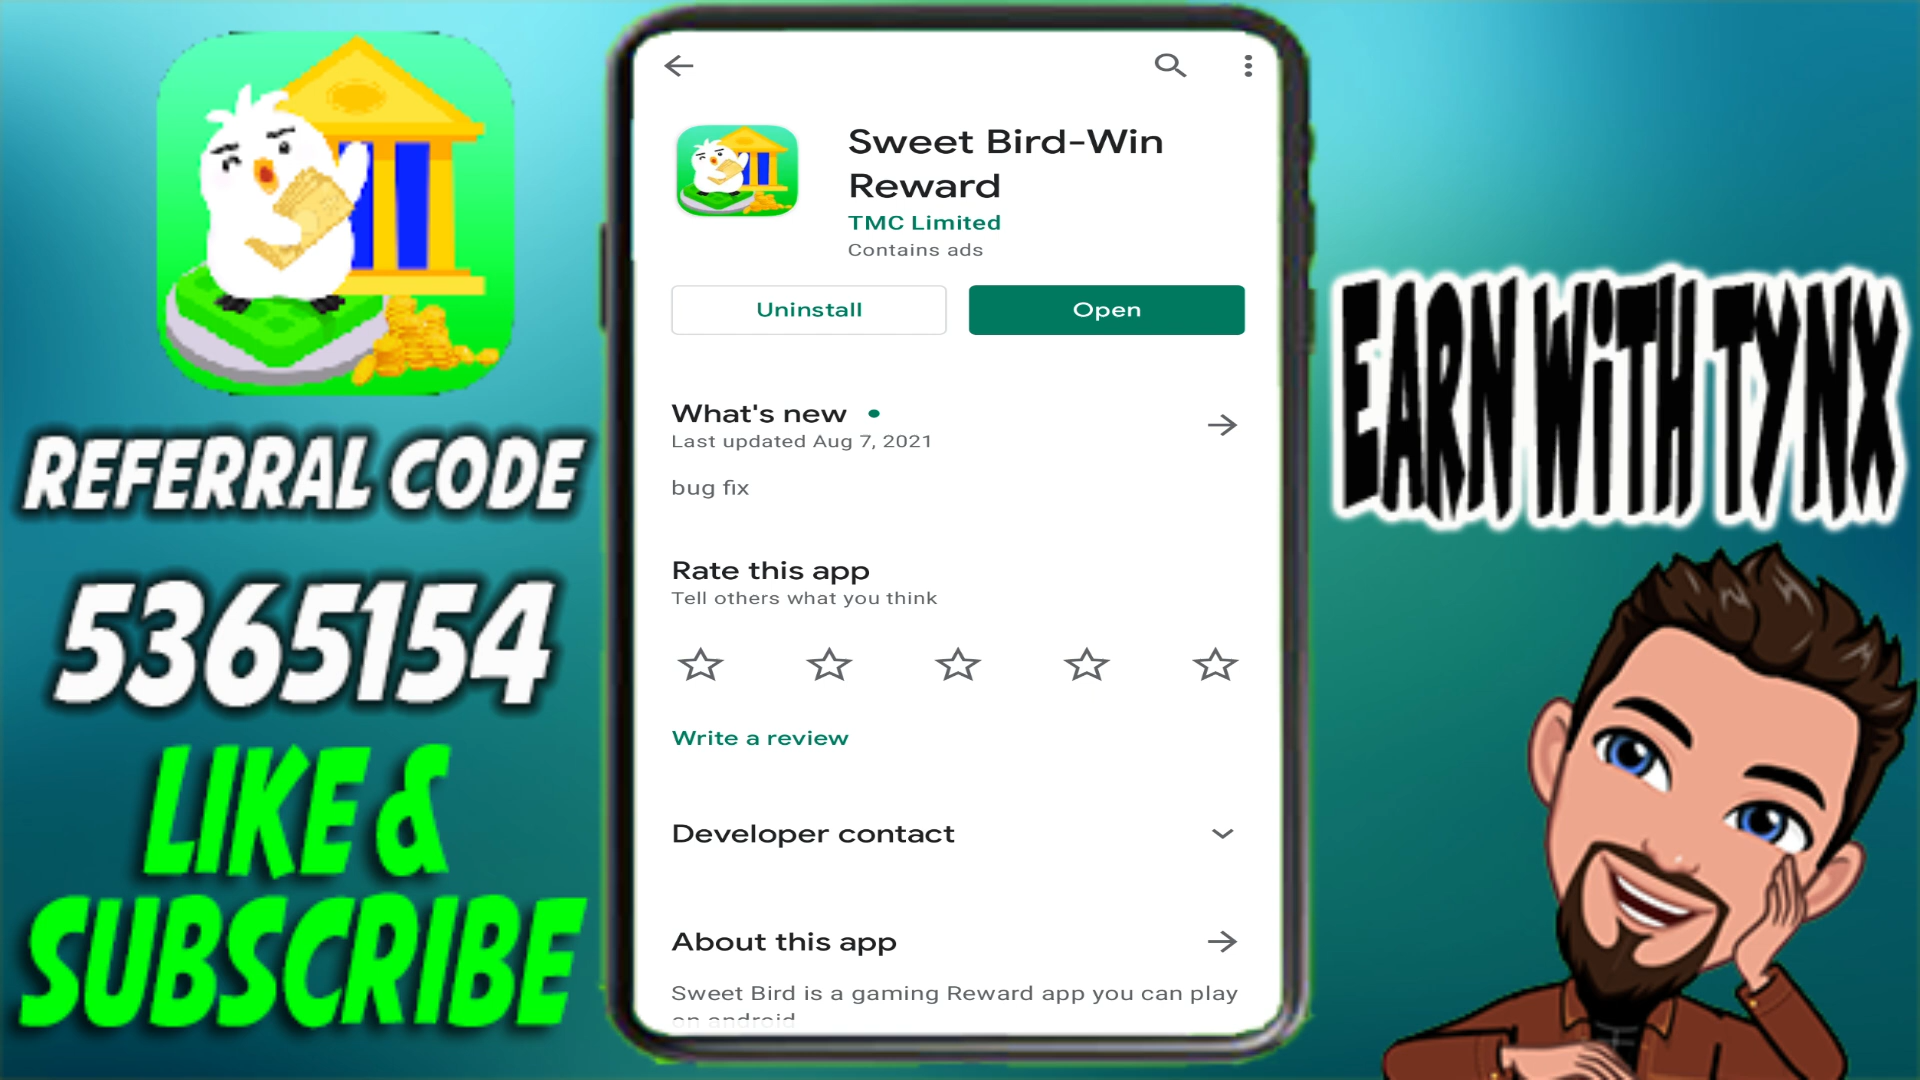 REFERRAL CODE
5365154
LIKE &
SUBSCRIBE
Sweet Bird-Win
Reward
TMC Limited
Contains ads
Uninstall
Open
What's new
Last updated Aug 7, 2021
bug fix
Rate this app
Tell others what you think
Write a review
Developer contact
About this app
Sweet Bird is a gaming Reward app you can play
on android
EARN WiTH TYNX